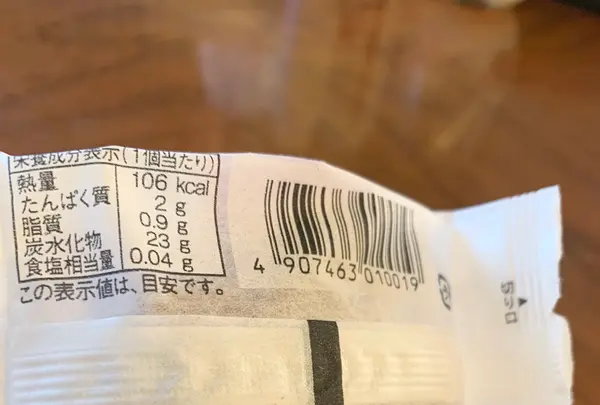 栄養成分表示(1個当たり)
熱量 106 kcal
たんぱく質 2 g
脂質 0.9 g
炭水化物 23 g
食塩相当量 0.04 g
この表示値は、目安です。
4 907463 010019
切り口